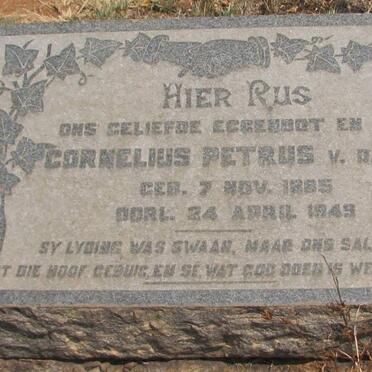 HIER RUS
ONS GELIEFDE EGGENOOT EN
CORNELIUS PETRUS V. D.
GEB. 7 NOV. 1885
OORL. 24 APRIL 1949
SY LYDING WAS SWAAR, MAAR ONS SAL
DIE HOOF GEBUIG, EN SÊ, WAT GOD DOEN IS WE